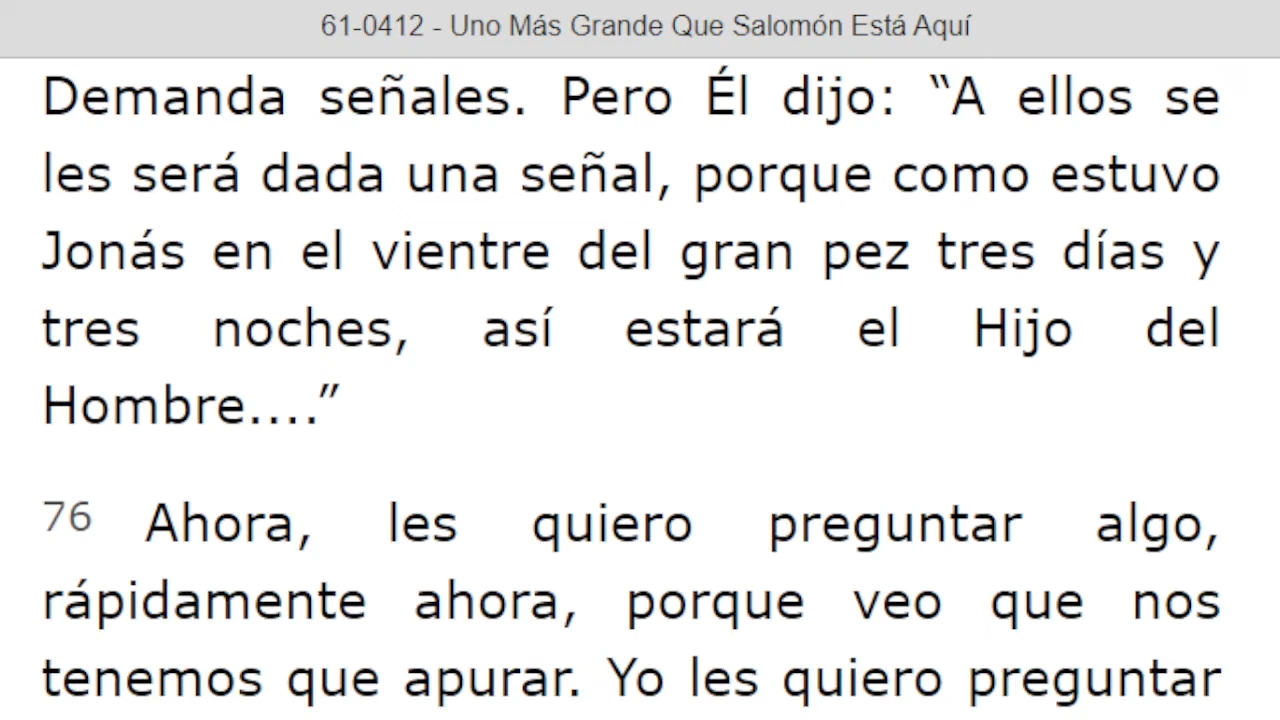 61-0412 - Uno Más Grande Que Salomón Está Aquí
Demanda señales. Pero Él dijo: “A ellos se
les será dada una señal, porque como estuvo
Jonás en el vientre del gran pez tres días y
tres noches, así estará el Hijo del
Hombre....”
76 Ahora, les quiero preguntar algo,
rápidamente ahora, porque veo que nos
tenemos que apurar. Yo les quiero preguntar